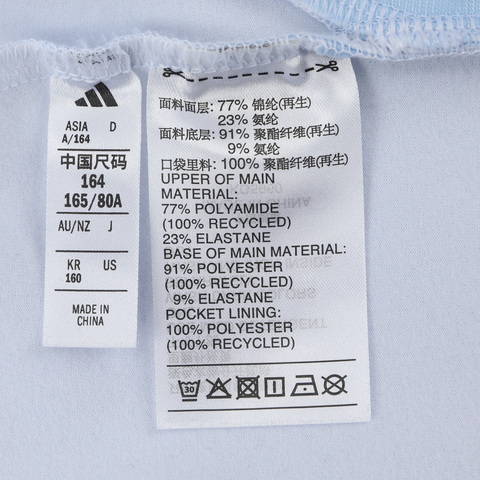 ASIA D
A/164
中国尺码
164
165/80A
AU/NZ J
KR US
160
MADE IN
CHINA
面料面层: 77% 锦纶(再生)
23% 氨纶
面料底层: 91% 聚酯纤维(再生)
9% 氨纶
口袋里料: 100% 聚酯纤维(再生)
UPPER OF MAIN
MATERIAL:
77% POLYAMIDE
(100% RECYCLED)
23% ELASTANE
BASE OF MAIN MATERIAL:
91% POLYESTER
(100% RECYCLED)
9% ELASTANE
POCKET LINING:
100% POLYESTER
(100% RECYCLED)
30